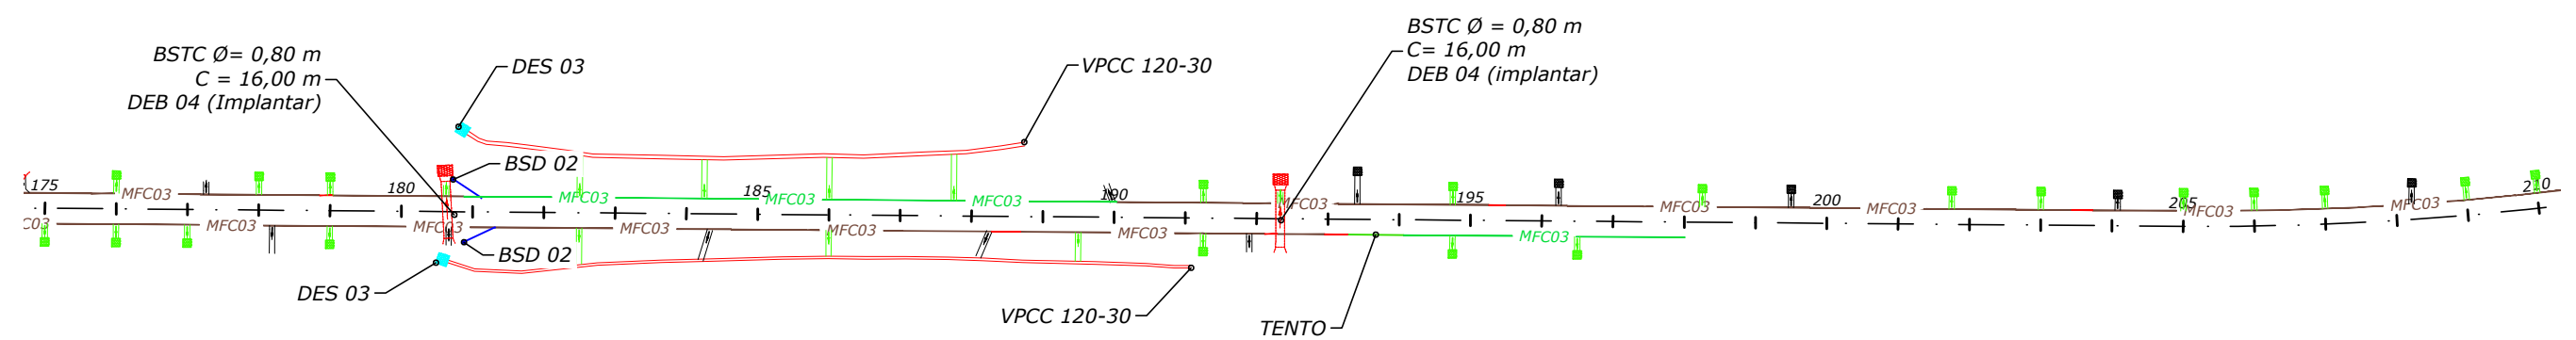 BSTC Ø= 0,80 m
C = 16,00 m
DEB 04 (Implantar)
DES 03
VPCC 120-30
BSTC Ø = 0,80 m
C= 16,00 m
DEB 04 (implantar)
BSD 02
175
MFC03
180
MFC03
185
MFC03
MFC03
190
MFC03
195
MFC03
200
MFC03
205
MFC03
MFC03
210
C03
MFC03
MFC03
MFC03
MFC03
MFC03
MFC03
BSD 02
DES 03
VPCC 120-30
TENTO